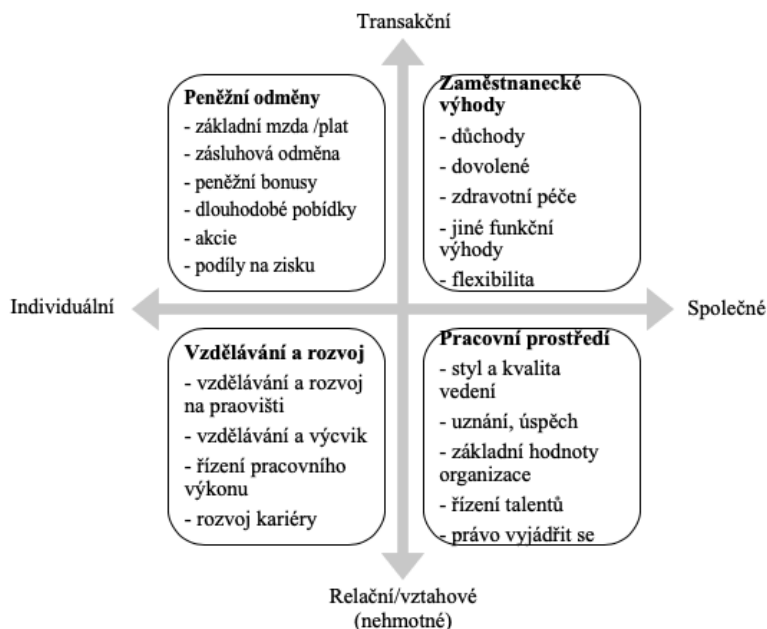 Transakční
Peněžní odměny
- základní mzda /plat
- zásluhová odměna
- peněžní bonusy
- dlouhodobé pobídky
- akcie
- podíly na zisku
Zaměstnanecké
výhody
- důchody
- dovolené
- zdravotní péče
- jiné funkční
výhody
- flexibilita
Individuální
Společné
Vzdělávání a rozvoj
- vzdělávání a rozvoj
na praovišti
- vzdělávání a výcvik
- řízení pracovního
výkonu
- rozvoj kariéry
Pracovní prostředí
- styl a kvalita
vedení
- uznání, úspěch
- základní hodnoty
organizace
- řízení talentů
- právo vyjádřit se
Relační/vztahové
(nehmotné)